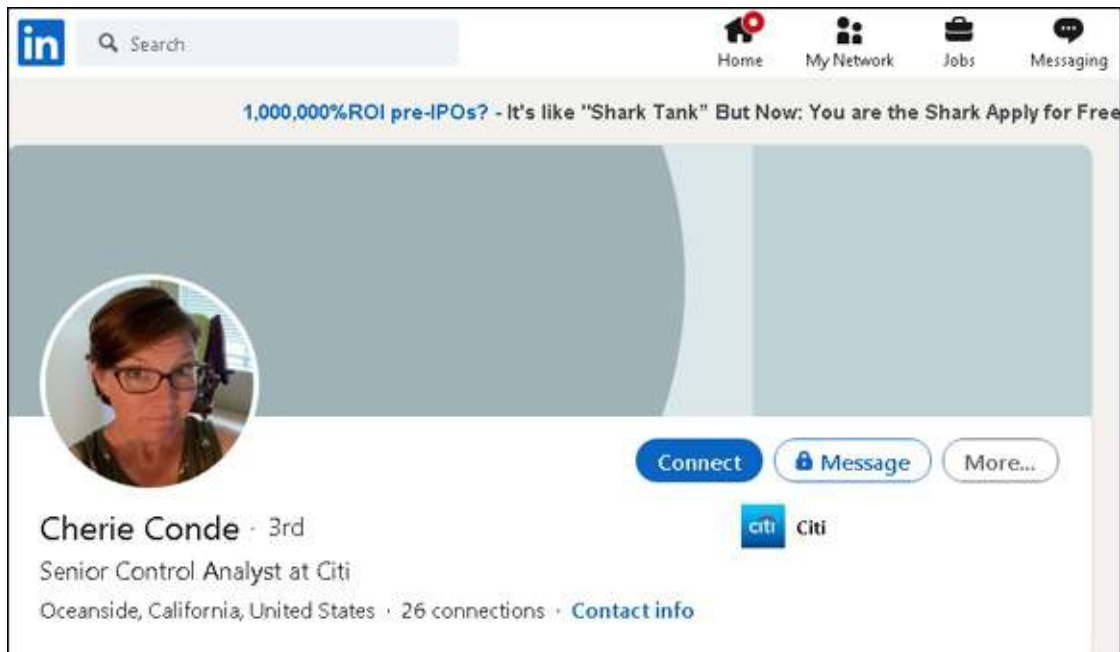 in Search
Home My Network Jobs Messaging
1,000,000%ROI pre-IPOs? - It's like "Shark Tank" But Now: You are the Shark Apply for Free
Connect Message More...
Cherie Conde · 3rd
citi Citi
Senior Control Analyst at Citi
Oceanside, California, United States · 26 connections · Contact info